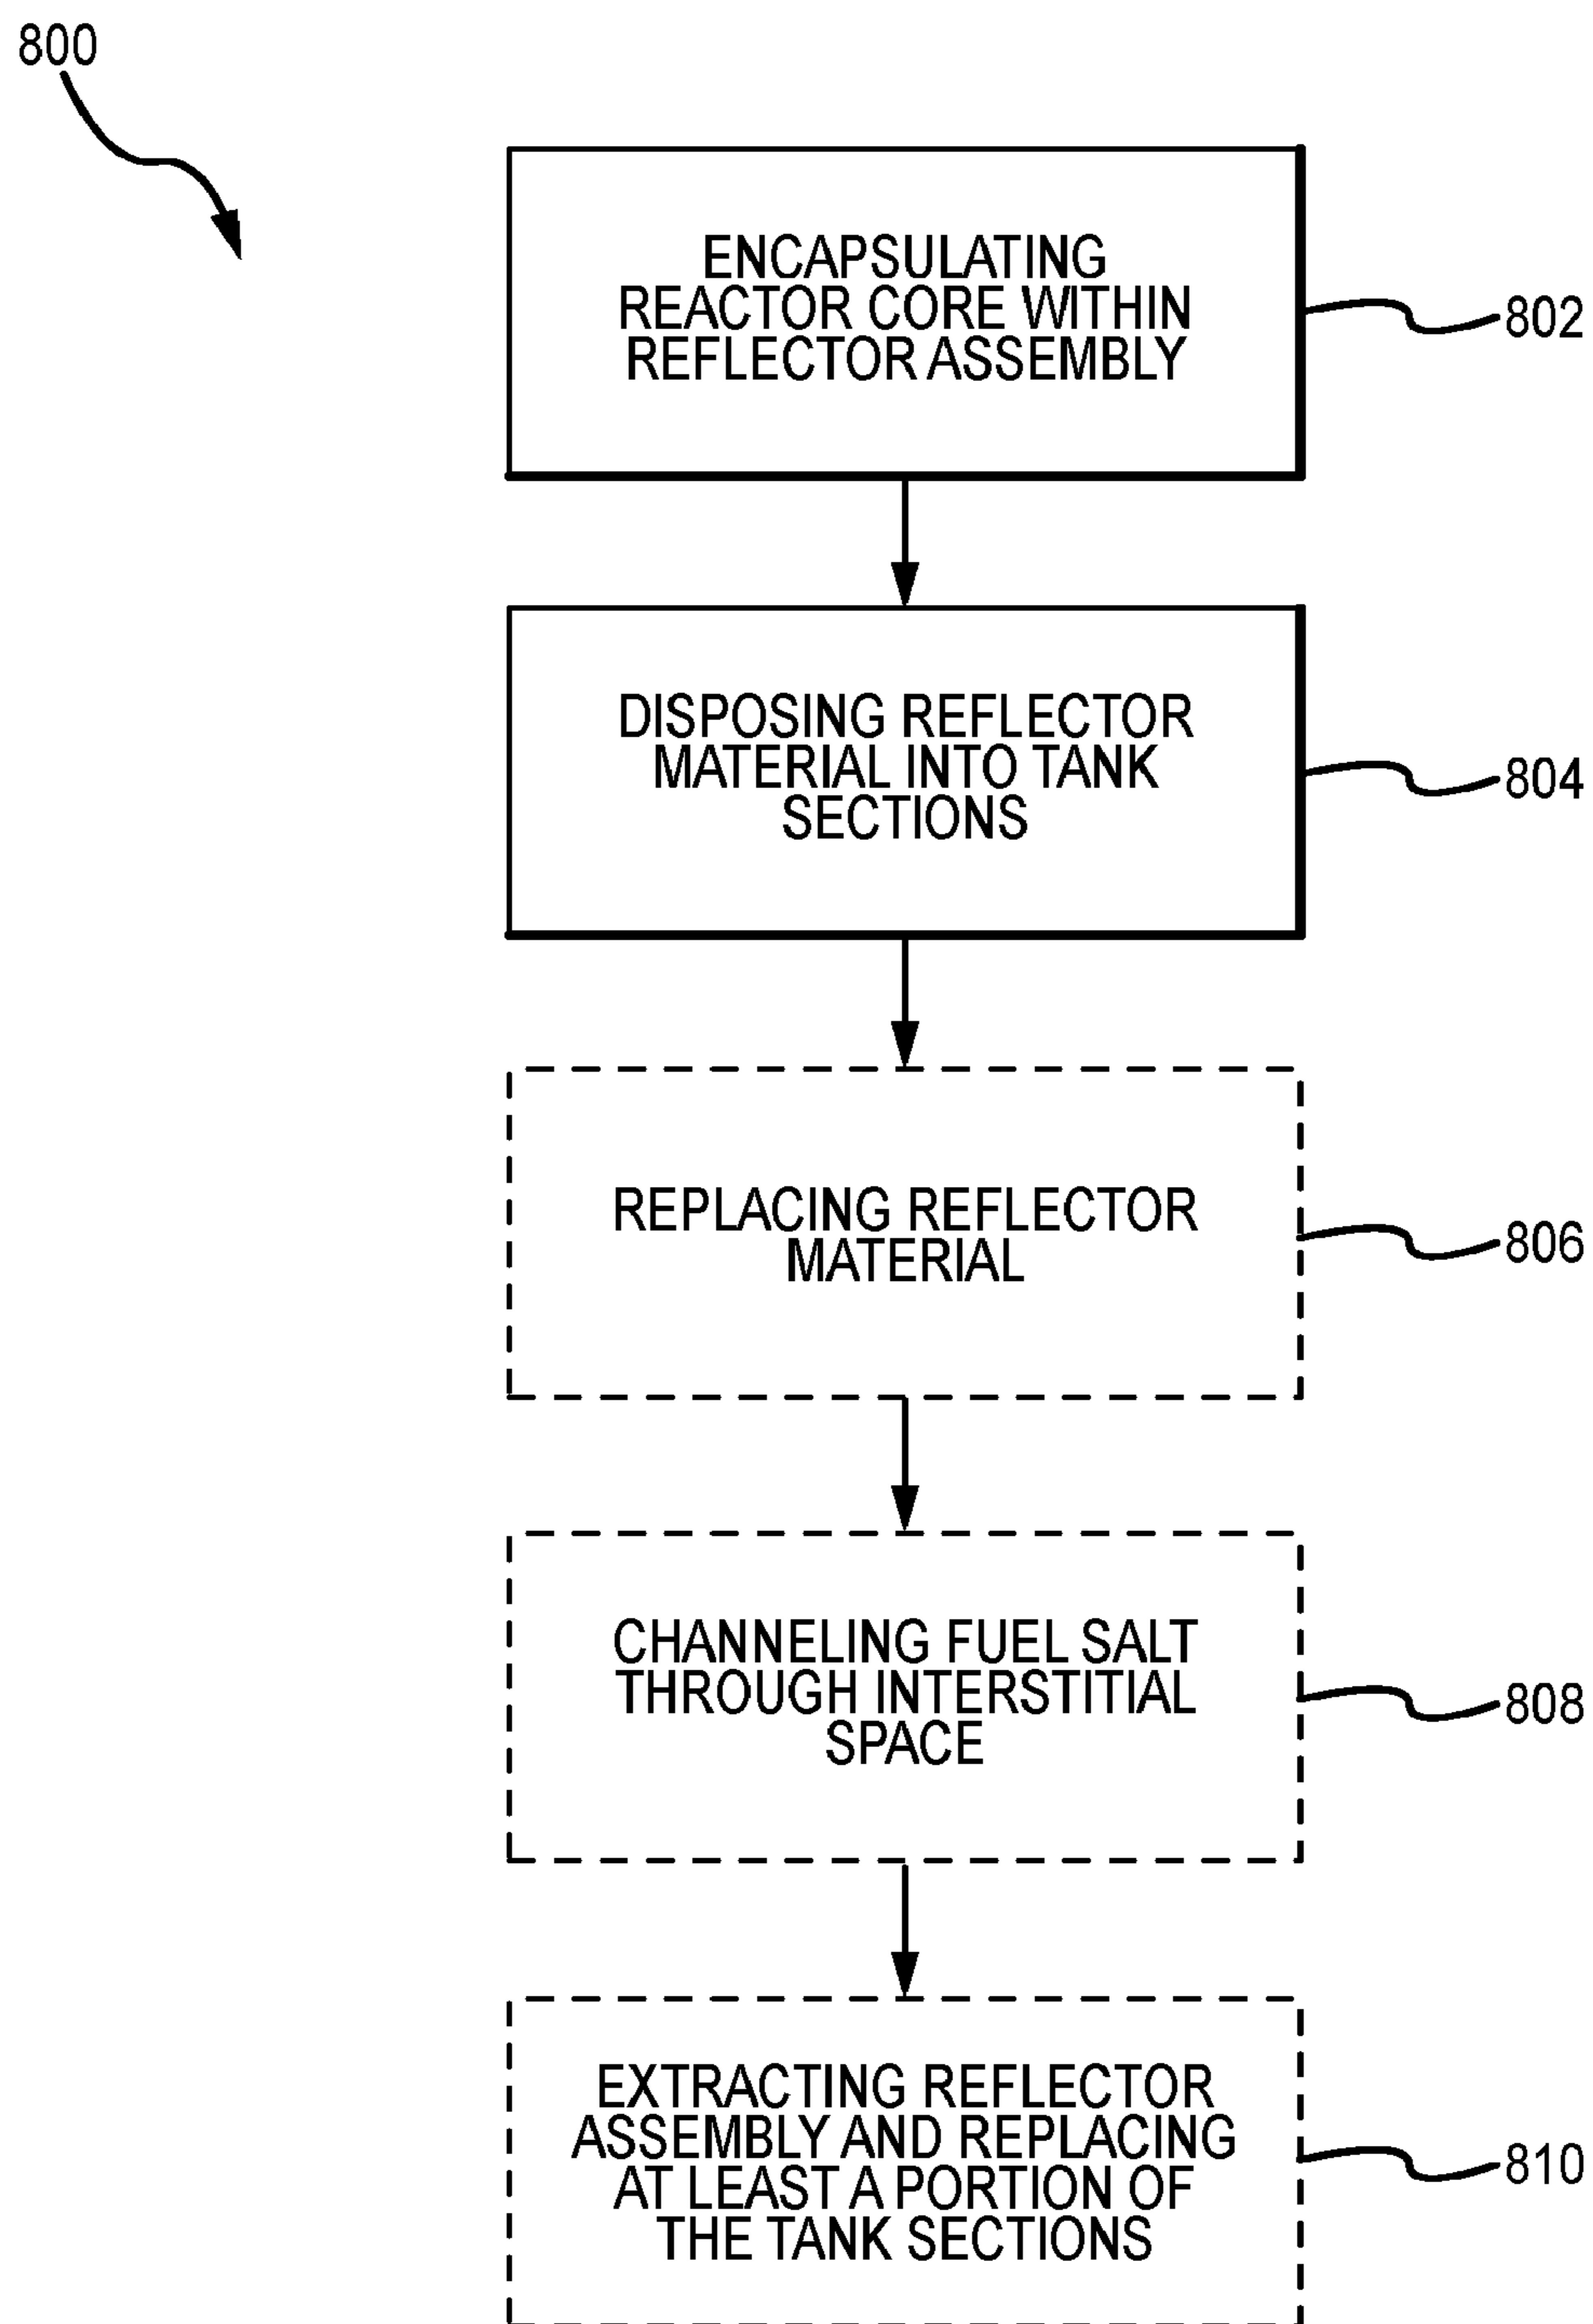 800
ENCAPSULATING
REACTOR CORE WITHIN
REFLECTOR ASSEMBLY
802
DISPOSING REFLECTOR
MATERIAL INTO TANK
SECTIONS
804
REPLACING REFLECTOR
MATERIAL
806
CHANNELING FUEL SALT
THROUGH INTERSTITIAL
SPACE
808
EXTRACTING REFLECTOR
ASSEMBLY AND REPLACING
AT LEAST A PORTION OF
THE TANK SECTIONS
810